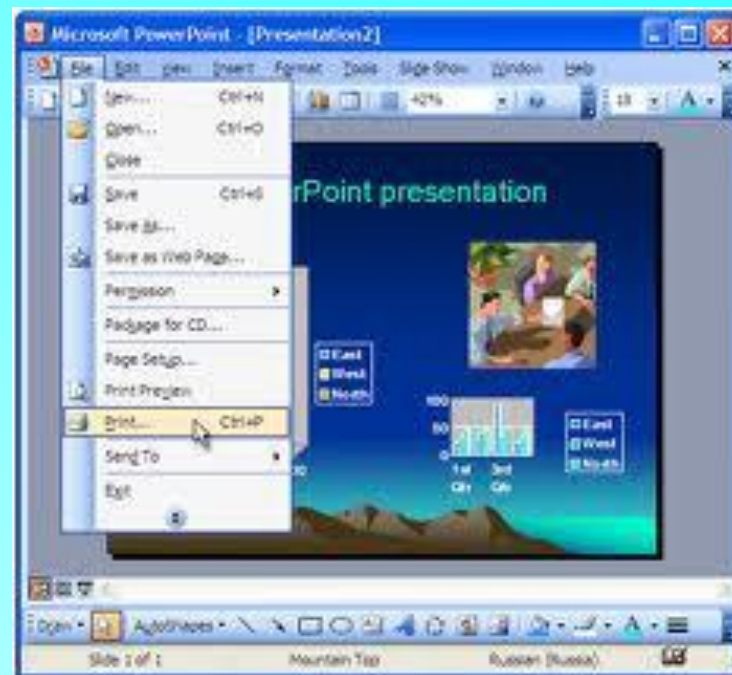 Microsoft PowerPoint - [Presentation2]
File Edit View Insert Format Tools Slide Show Window Help
42% 18 A
New... Ctrl+N
Open... Ctrl+O
Close
Save Ctrl+S
Save As...
Save as Web Page...
Permission
Package for CD...
Page Setup...
Print Preview
Print... Ctrl+P
Send To
Exit
rPoint presentation
East
West
North
100
50
0
1st Qtr
3rd Qtr
East
West
North
Draw AutoShapes A
Slide 1 of 1 Mountain Top Russian (Russia)